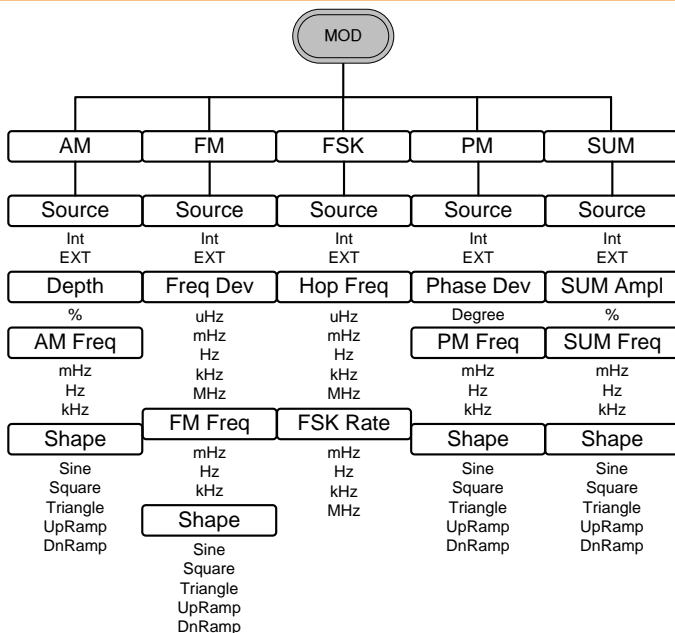 MOD
AM
FM
FSK
PM
SUM
Source
Int
EXT
Depth
%
AM Freq
mHz
Hz
kHz
Shape
Sine
Square
Triangle
UpRamp
DnRamp
Source
Int
EXT
Freq Dev
uHz
mHz
Hz
kHz
MHz
FM Freq
mHz
Hz
kHz
Shape
Sine
Square
Triangle
UpRamp
DnRamp
Source
Int
EXT
Hop Freq
uHz
mHz
Hz
kHz
MHz
FSK Rate
mHz
Hz
kHz
MHz
Source
Int
EXT
Phase Dev
Degree
PM Freq
mHz
Hz
kHz
Shape
Sine
Square
Triangle
UpRamp
DnRamp
Source
Int
EXT
SUM Ampl
%
SUM Freq
mHz
Hz
kHz
Shape
Sine
Square
Triangle
UpRamp
DnRamp